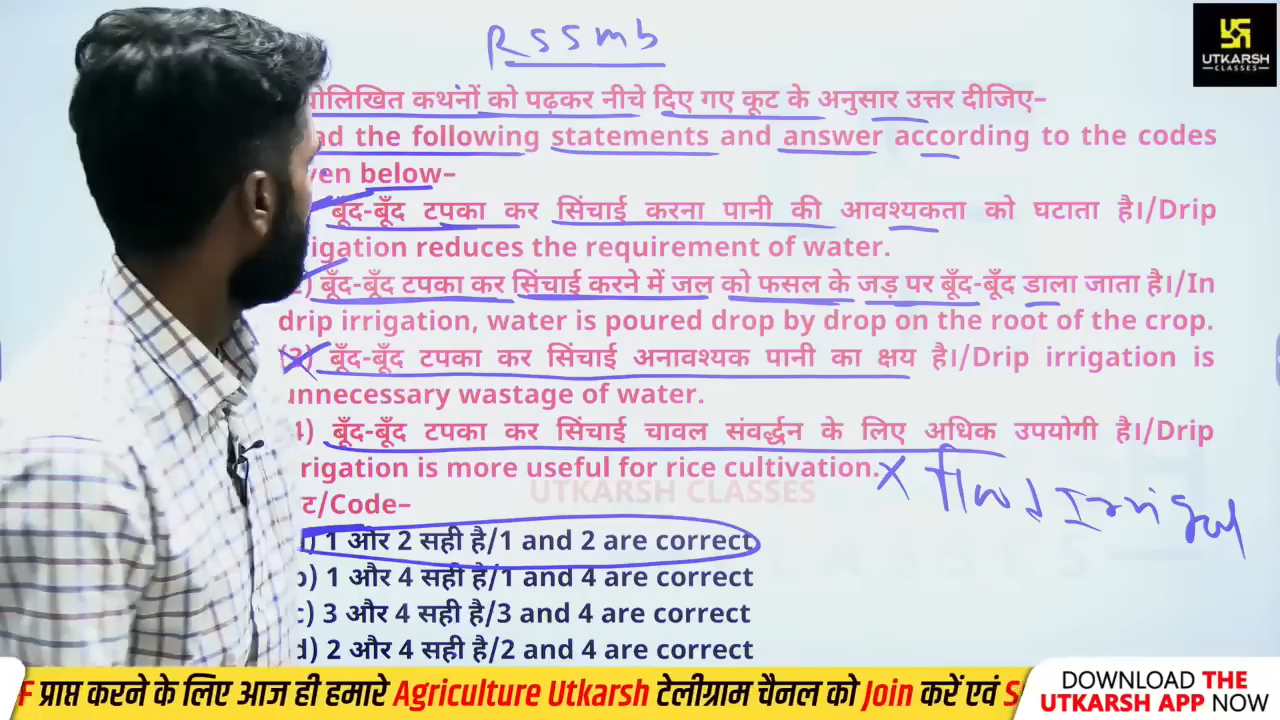 Rssmb
UTKARSH
CLASSES
लिखित कथनों को पढ़कर नीचे दिए गए कूट के अनुसार उत्तर दीजिए–
ad the following statements and answer according to the codes
ven below–
बूँद-बूँद टपका कर सिंचाई करना पानी की आवश्यकता को घटाता है।/Drip
rigation reduces the requirement of water.
2) बूँद-बूँद टपका कर सिंचाई करने में जल को फसल के जड़ पर बूँद-बूँद डाला जाता है।/In
drip irrigation, water is poured drop by drop on the root of the crop.
(3) बूँद-बूँद टपका कर सिंचाई अनावश्यक पानी का क्षय है।/Drip irrigation is
unnecessary wastage of water.
4) बूँद-बूँद टपका कर सिंचाई चावल संवर्द्धन के लिए अधिक उपयोगी है।/Drip
rrigation is more useful for rice cultivation.
UTKARSH CLASSES
ट/Code–
) 1 और 2 सही है/1 and 2 are correct
b) 1 और 4 सही है/1 and 4 are correct
c) 3 और 4 सही है/3 and 4 are correct
d) 2 और 4 सही है/2 and 4 are correct
F प्राप्त करने के लिए आज ही हमारे Agriculture Utkarsh टेलीग्राम चैनल को Join करें एवं S
DOWNLOAD THE
UTKARSH APP NOW